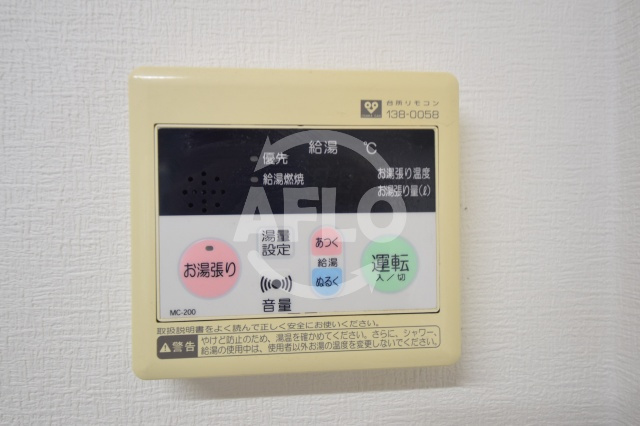 台所リモコン
138-0058
優先 給湯 ℃
給湯燃焼 お湯張り温度
お湯張り量(ℓ)
AFLO
お湯張り
湯量
設定
音量
あつく
給湯
ぬるく
運転
入/切
MC-200
取扱説明書をよく読んで正しく安全にお使いください。
警告
やけど防止のため、湯温を確かめてください。さらに、シャワー、
給湯の使用中は、使用者以外お湯の温度を変更しないでください。